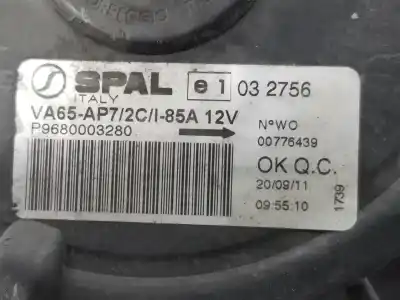 SPAL
ITALY
e 1 03 2756
VA65-AP7/2C/I-85A 12V
P9680003280
NºWO
00776439
OK Q.C.
20/09/11
09:55:10
1739